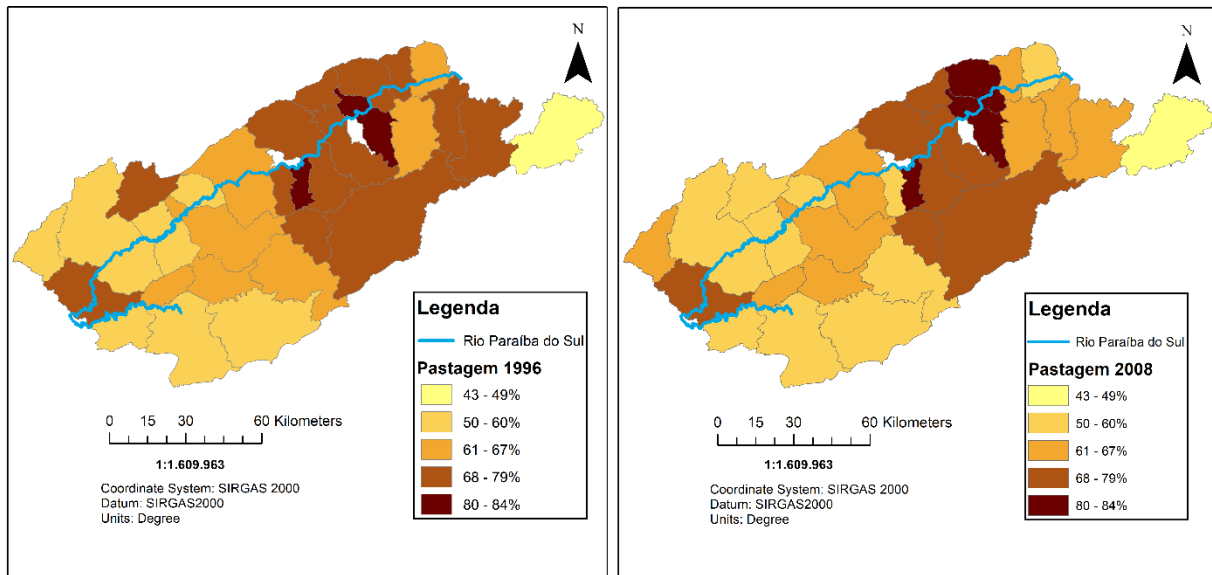 N
Legenda
Rio Paraíba do Sul
Pastagem 1996
43 - 49%
50 - 60%
61 - 67%
68 - 79%
80 - 84%
0 15 30 60 Kilometers
1:1.609.963
Coordinate System: SIRGAS 2000
Datum: SIRGAS2000
Units: Degree
N
Legenda
Rio Paraíba do Sul
Pastagem 2008
43 - 49%
50 - 60%
61 - 67%
68 - 79%
80 - 84%
0 15 30 60 Kilometers
1:1.609.963
Coordinate System: SIRGAS 2000
Datum: SIRGAS2000
Units: Degree